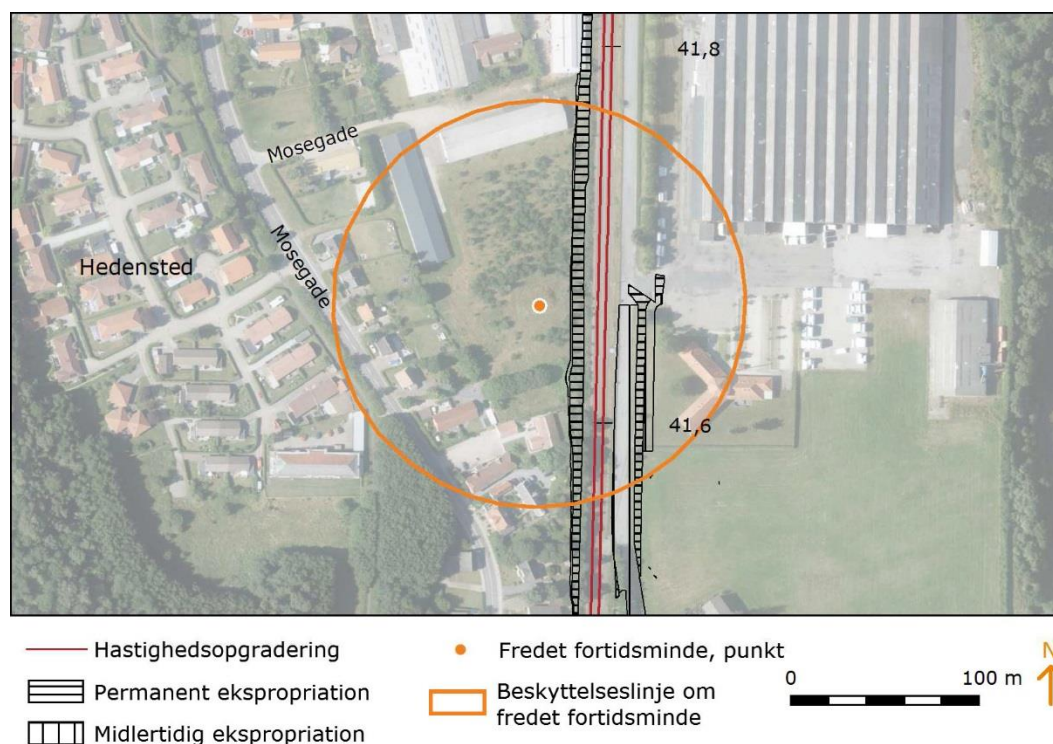 41,8
Mosegade
Mosegade
Hedensted
41,6
Hastighedsopgradering
Permanent ekspropriation
Midlertidig ekspropriation
Fredet fortidsminde, punkt
Beskyttelseslinje om
fredet fortidsminde
0 100 m
N